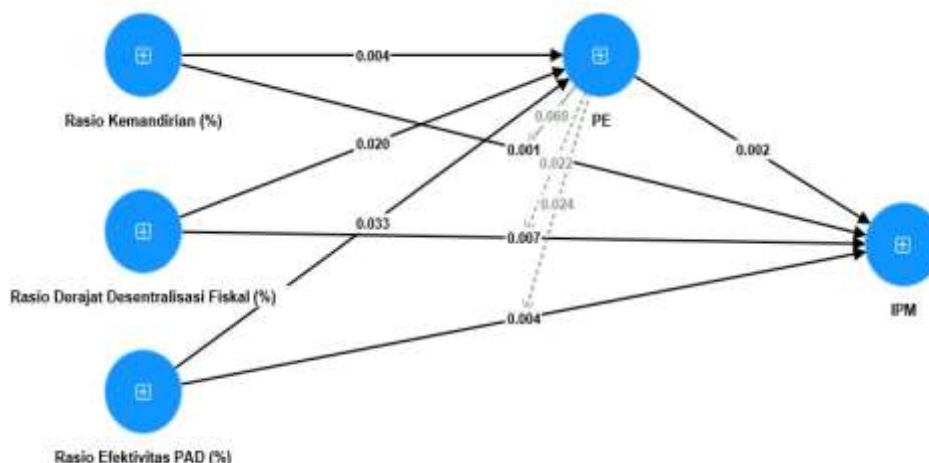 0.004
Rasio Kemandirian (%)
PE
0.069
0.020
0.001
0.022
0.002
0.024
0.033
0.007
Rasio Derajat Desentralisasi Fiskal (%)
IPM
0.004
Rasio Efektivitas PAD (%)